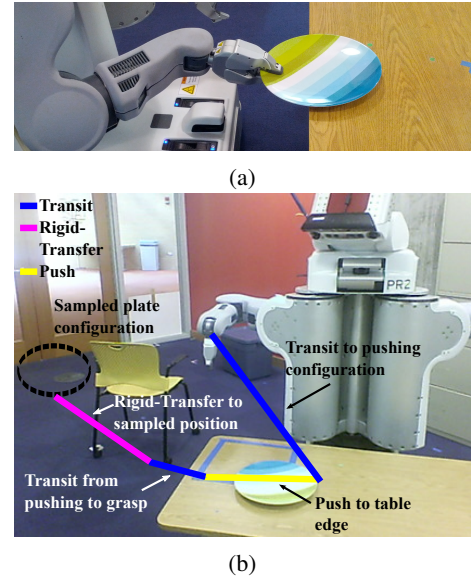 (a)
Transit
Rigid-
Transfer
Push
PR2
Sampled plate
configuration
Transit to pushing
configuration
Rigid-Transfer to
sampled position
Transit from
pushing to grasp
Push to table
edge
(b)